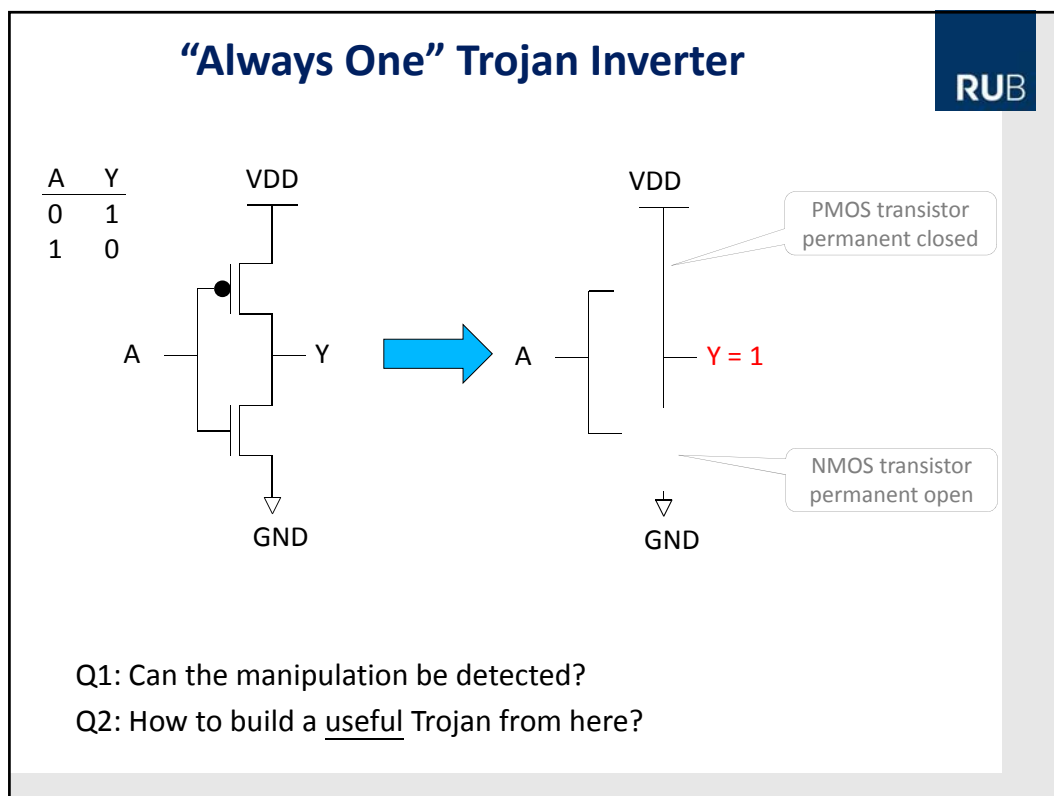 “Always One” Trojan Inverter
RUB
A Y
0 1
1 0
VDD
A
Y
GND
VDD
PMOS transistor
permanent closed
A
Y = 1
NMOS transistor
permanent open
GND
Q1: Can the manipulation be detected?
Q2: How to build a useful Trojan from here?